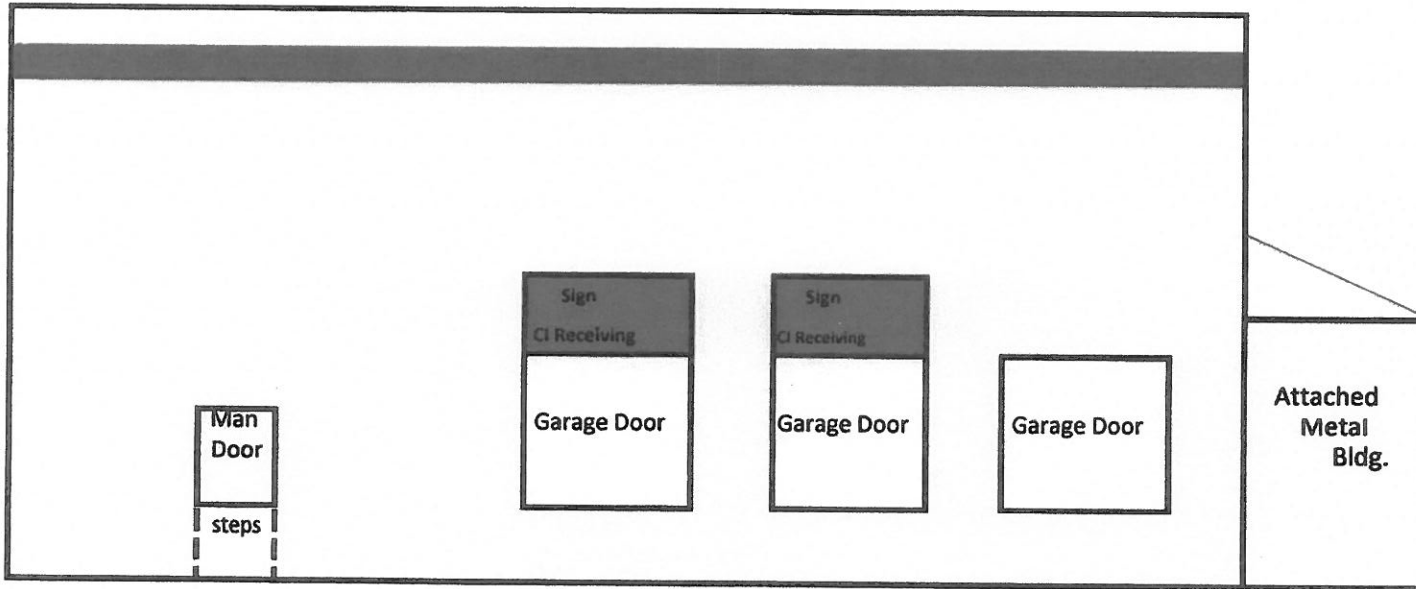 Sign
CI Receiving
Sign
CI Receiving
Man
Door
Garage Door
Garage Door
Garage Door
Attached
Metal
Bldg.
steps